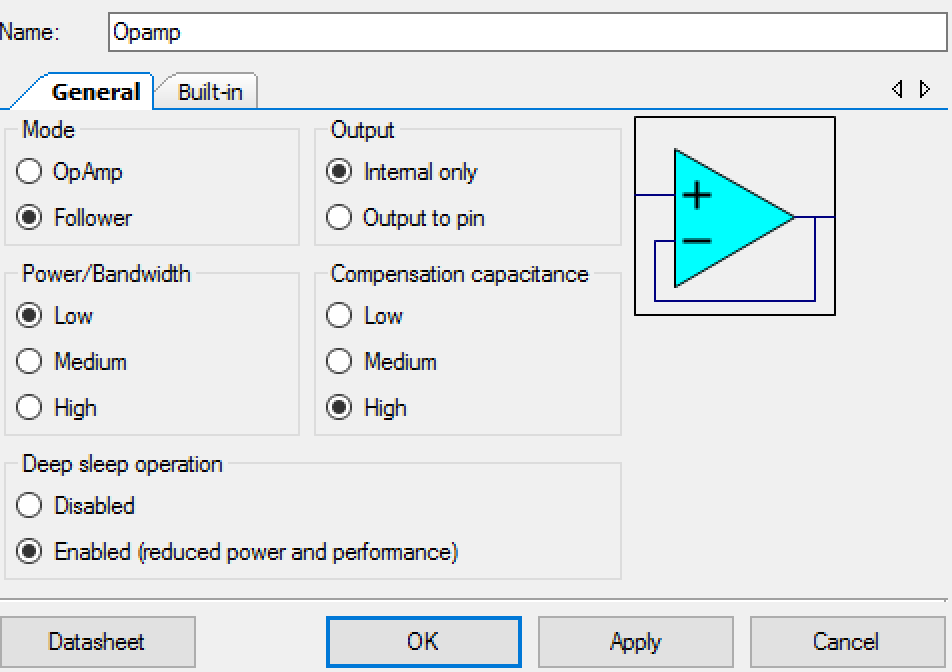 Name: Opamp
General Built-in
Mode
OpAmp
Follower
Output
Internal only
Output to pin
Power/Bandwidth
Low
Medium
High
Compensation capacitance
Low
Medium
High
Deep sleep operation
Disabled
Enabled (reduced power and performance)
Datasheet OK Apply Cancel